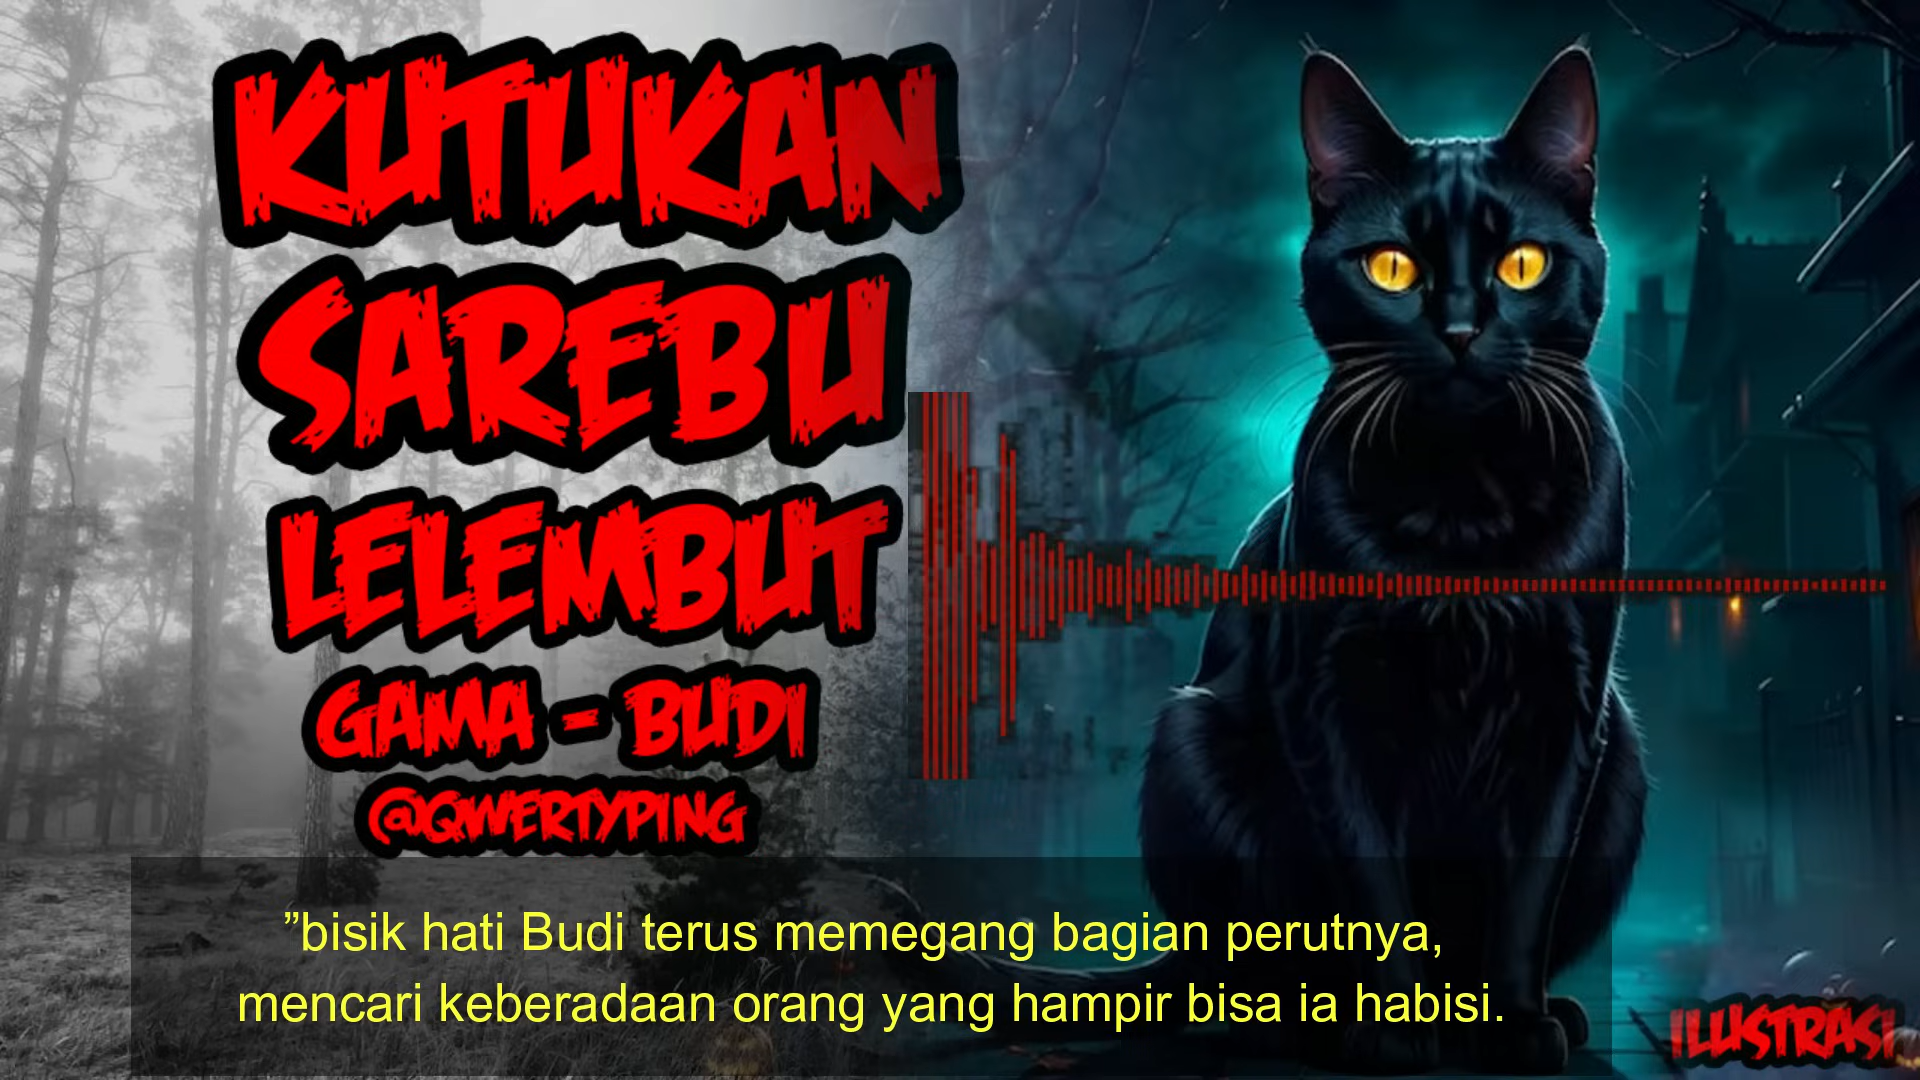 KUTUKAN
SAREBU
LELEMBUT
GAMA - BUDI
@QWERTYPING
”bisik hati Budi terus memegang bagian perutnya,
mencari keberadaan orang yang hampir bisa ia habisi.
ILUSTRASI